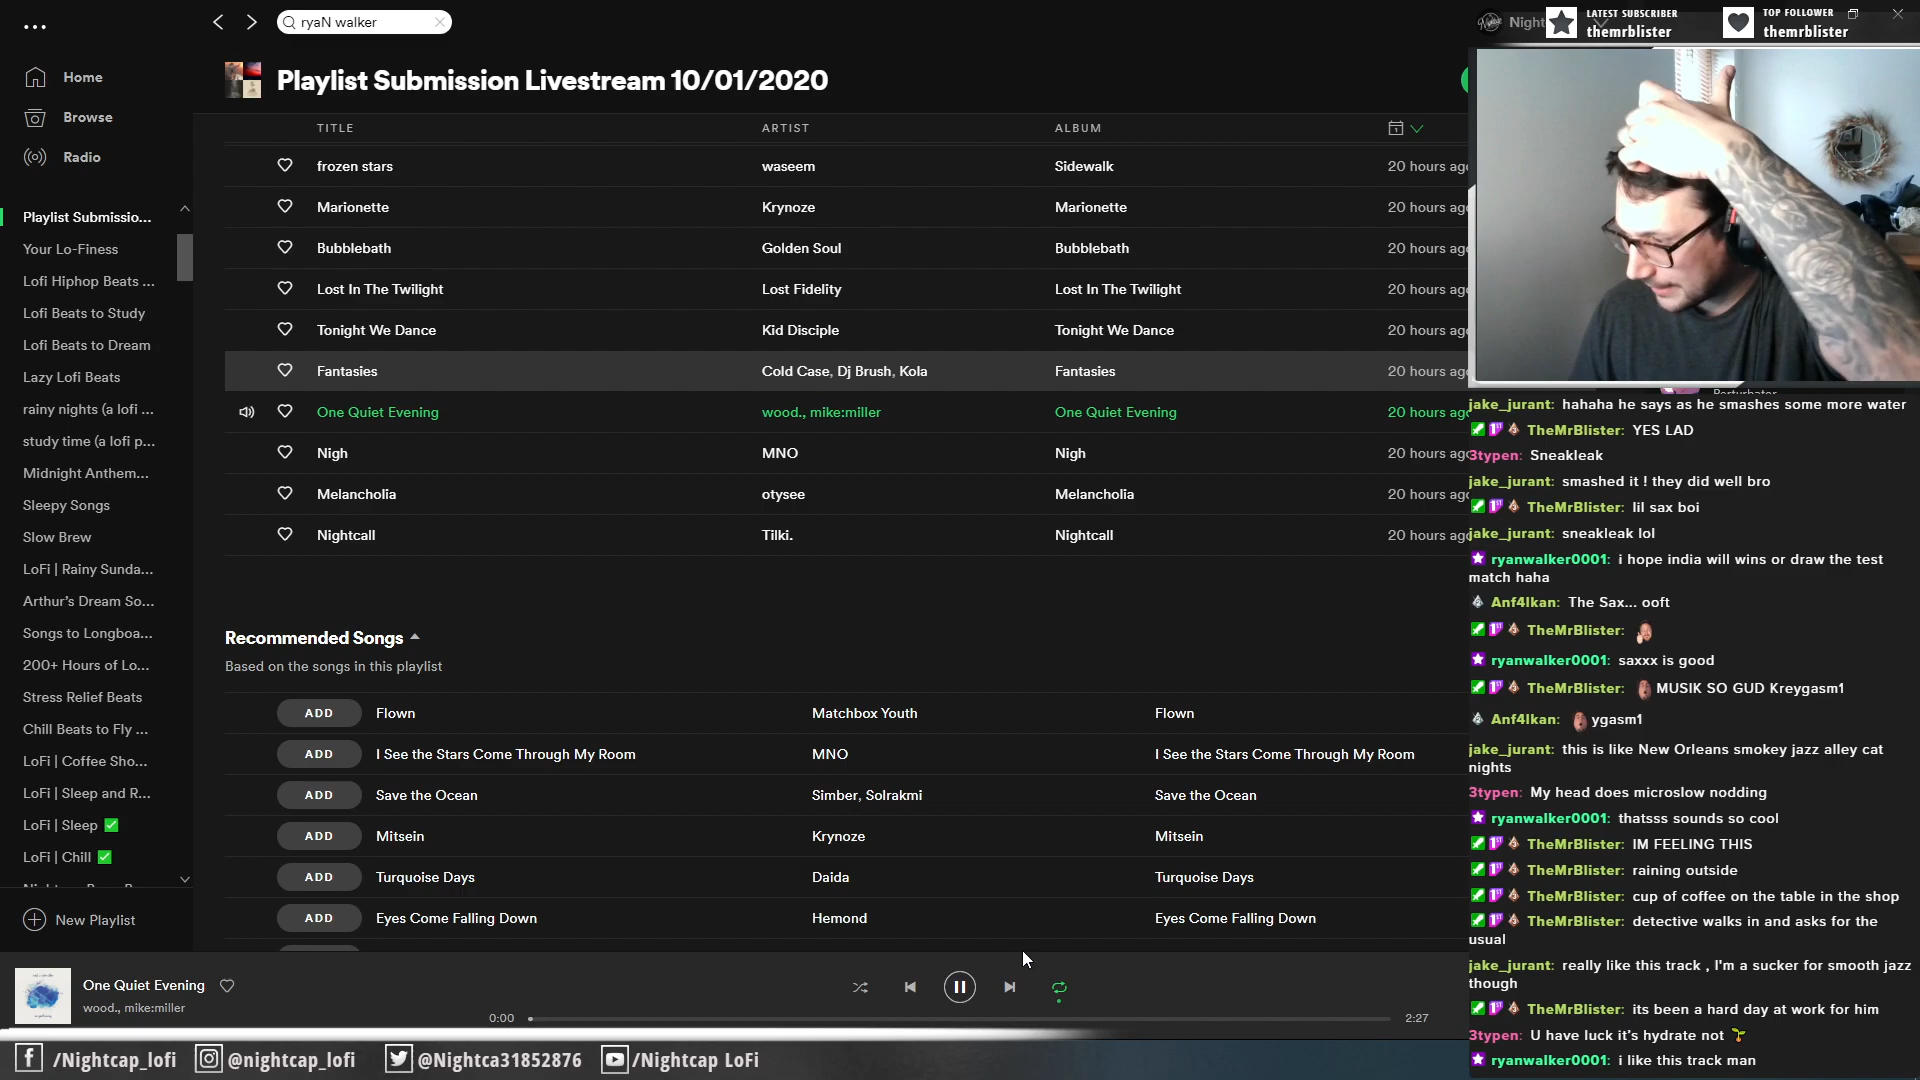 ryaN walker
Night
LATEST SUBSCRIBER
themrblister
TOP FOLLOWER
themrblister
Home
Browse
Radio
Playlist Submissio...
Your Lo-Finess
Lofi Hiphop Beats ...
Lofi Beats to Study
Lofi Beats to Dream
Lazy Lofi Beats
rainy nights (a lofi ...
study time (a lofi p...
Midnight Anthem...
Sleepy Songs
Slow Brew
LoFi | Rainy Sunda...
Arthur's Dream So...
Songs to Longboa...
200+ Hours of Lo...
Stress Relief Beats
Chill Beats to Fly ...
LoFi | Coffee Sho...
LoFi | Sleep and R...
LoFi | Sleep ✅
LoFi | Chill ✅
New Playlist
Playlist Submission Livestream 10/01/2020
TITLE ARTIST ALBUM
frozen stars waseem Sidewalk 20 hours ago
Marionette Krynoze Marionette 20 hours ago
Bubblebath Golden Soul Bubblebath 20 hours ago
Lost In The Twilight Lost Fidelity Lost In The Twilight 20 hours ago
Tonight We Dance Kid Disciple Tonight We Dance 20 hours ago
Fantasies Cold Case, Dj Brush, Kola Fantasies 20 hours ago
One Quiet Evening wood., mike:miller One Quiet Evening 20 hours ago
Nigh MNO Nigh 20 hours ago
Melancholia otysee Melancholia 20 hours ago
Nightcall Tilki. Nightcall 20 hours ago
Recommended Songs
Based on the songs in this playlist
ADD Flown Matchbox Youth Flown
ADD I See the Stars Come Through My Room MNO I See the Stars Come Through My Room
ADD Save the Ocean Simber, Solrakmi Save the Ocean
ADD Mitsein Krynoze Mitsein
ADD Turquoise Days Daida Turquoise Days
ADD Eyes Come Falling Down Hemond Eyes Come Falling Down
jake_jurant: hahaha he says as he smashes some more water
TheMrBlister: YES LAD
3typen: Sneakleak
jake_jurant: smashed it ! they did well bro
TheMrBlister: lil sax boi
jake_jurant: sneakleak lol
ryanwalker0001: i hope india will wins or draw the test
match haha
Anf4lkan: The Sax... ooft
TheMrBlister:
ryanwalker0001: saxxx is good
TheMrBlister: MUSIK SO GUD Kreygasm1
Anf4lkan: ygasm1
jake_jurant: this is like New Orleans smokey jazz alley cat
nights
3typen: My head does microslow nodding
ryanwalker0001: thatsss sounds so cool
TheMrBlister: IM FEELING THIS
TheMrBlister: raining outside
TheMrBlister: cup of coffee on the table in the shop
TheMrBlister: detective walks in and asks for the
usual
jake_jurant: really like this track , I'm a sucker for smooth jazz
though
TheMrBlister: its been a hard day at work for him
3typen: U have luck it's hydrate not 🌱
ryanwalker0001: i like this track man
One Quiet Evening
wood., mike:miller
0:00 2:27
/Nightcap_lofi @nightcap_lofi @Nightca31852876 /Nightcap LoFi